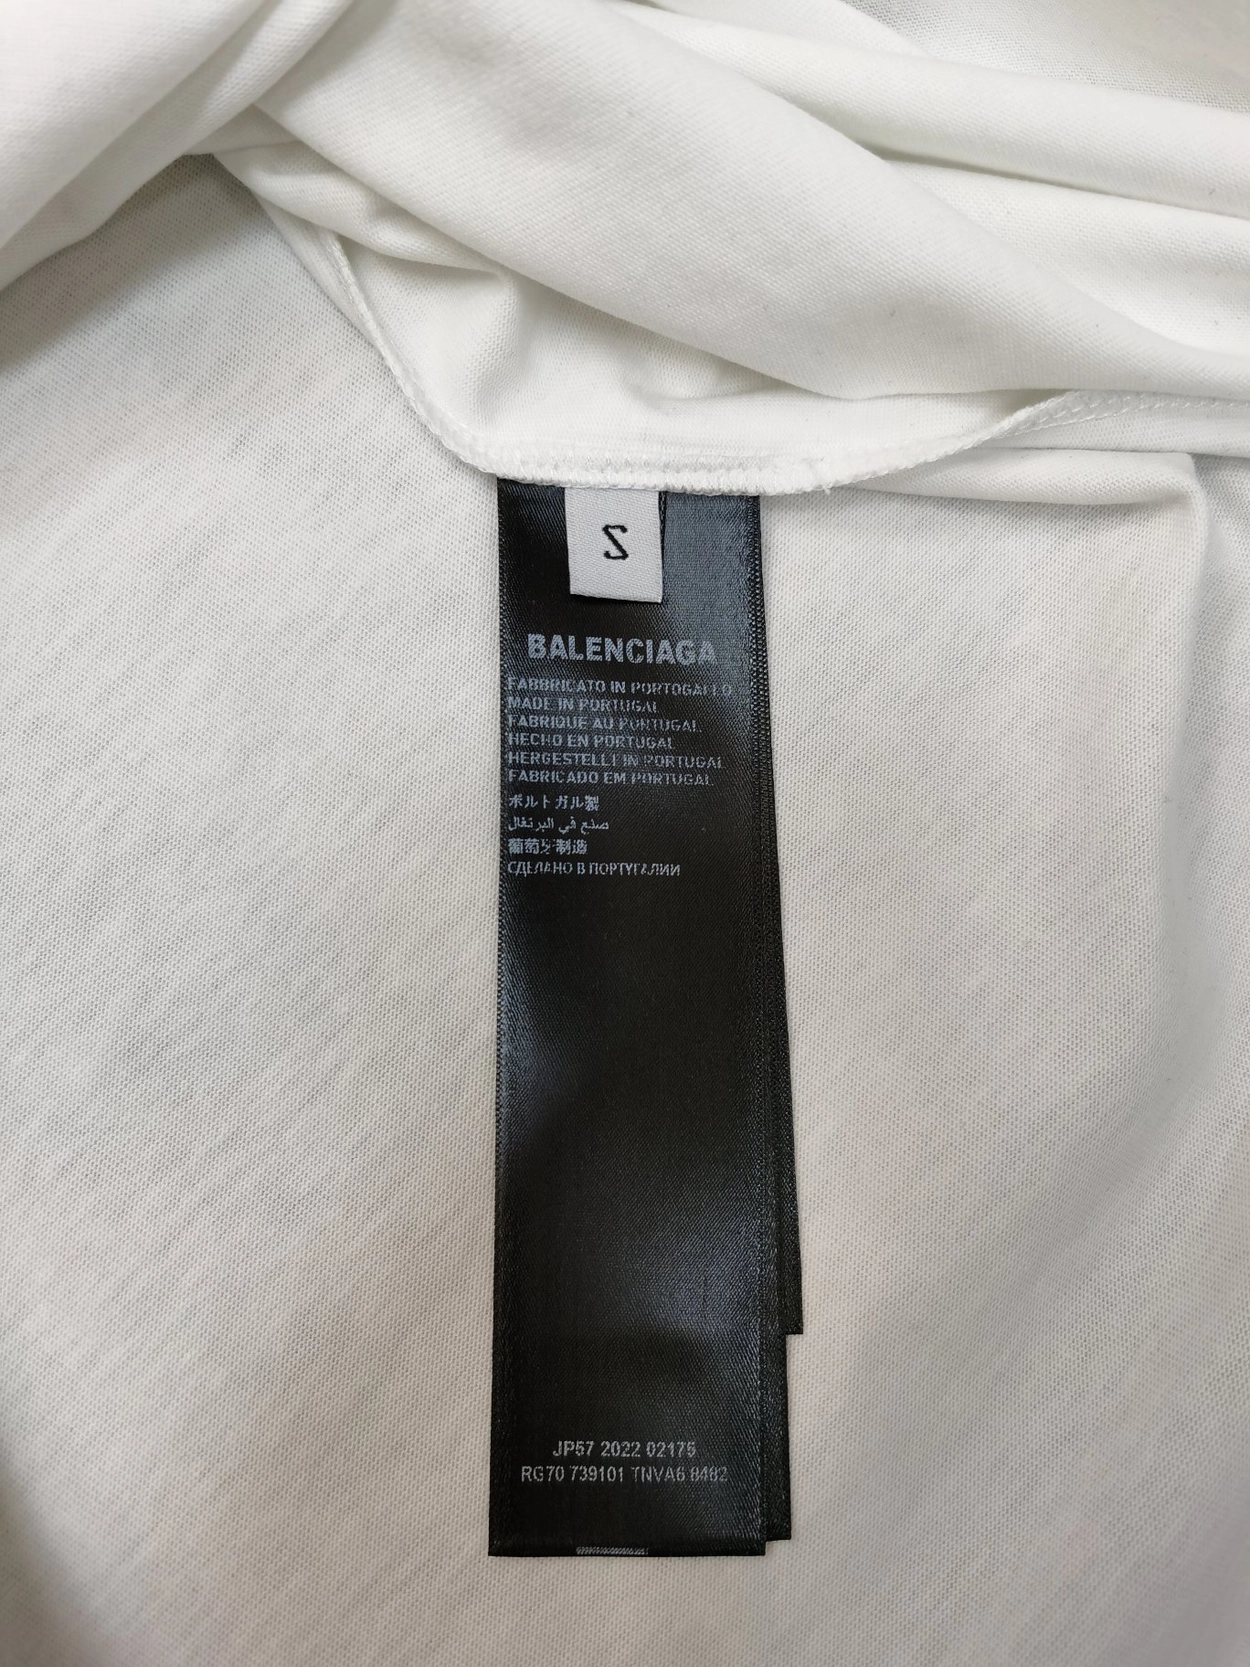 S
BALENCIAGA
FABBRICATO IN PORTOGALLO
MADE IN PORTUGAL
FABRIQUE AU PORTUGAL
HECHO EN PORTUGAL
HERGESTELLT IN PORTUGAL
FABRICADO EM PORTUGAL
ポルトガル製
صنع في البرتغال
葡萄牙制造
СДЕЛАНО В ПОРТУГАЛИИ
JP57 2022 02175
RG70 739101 TNVA6 8482